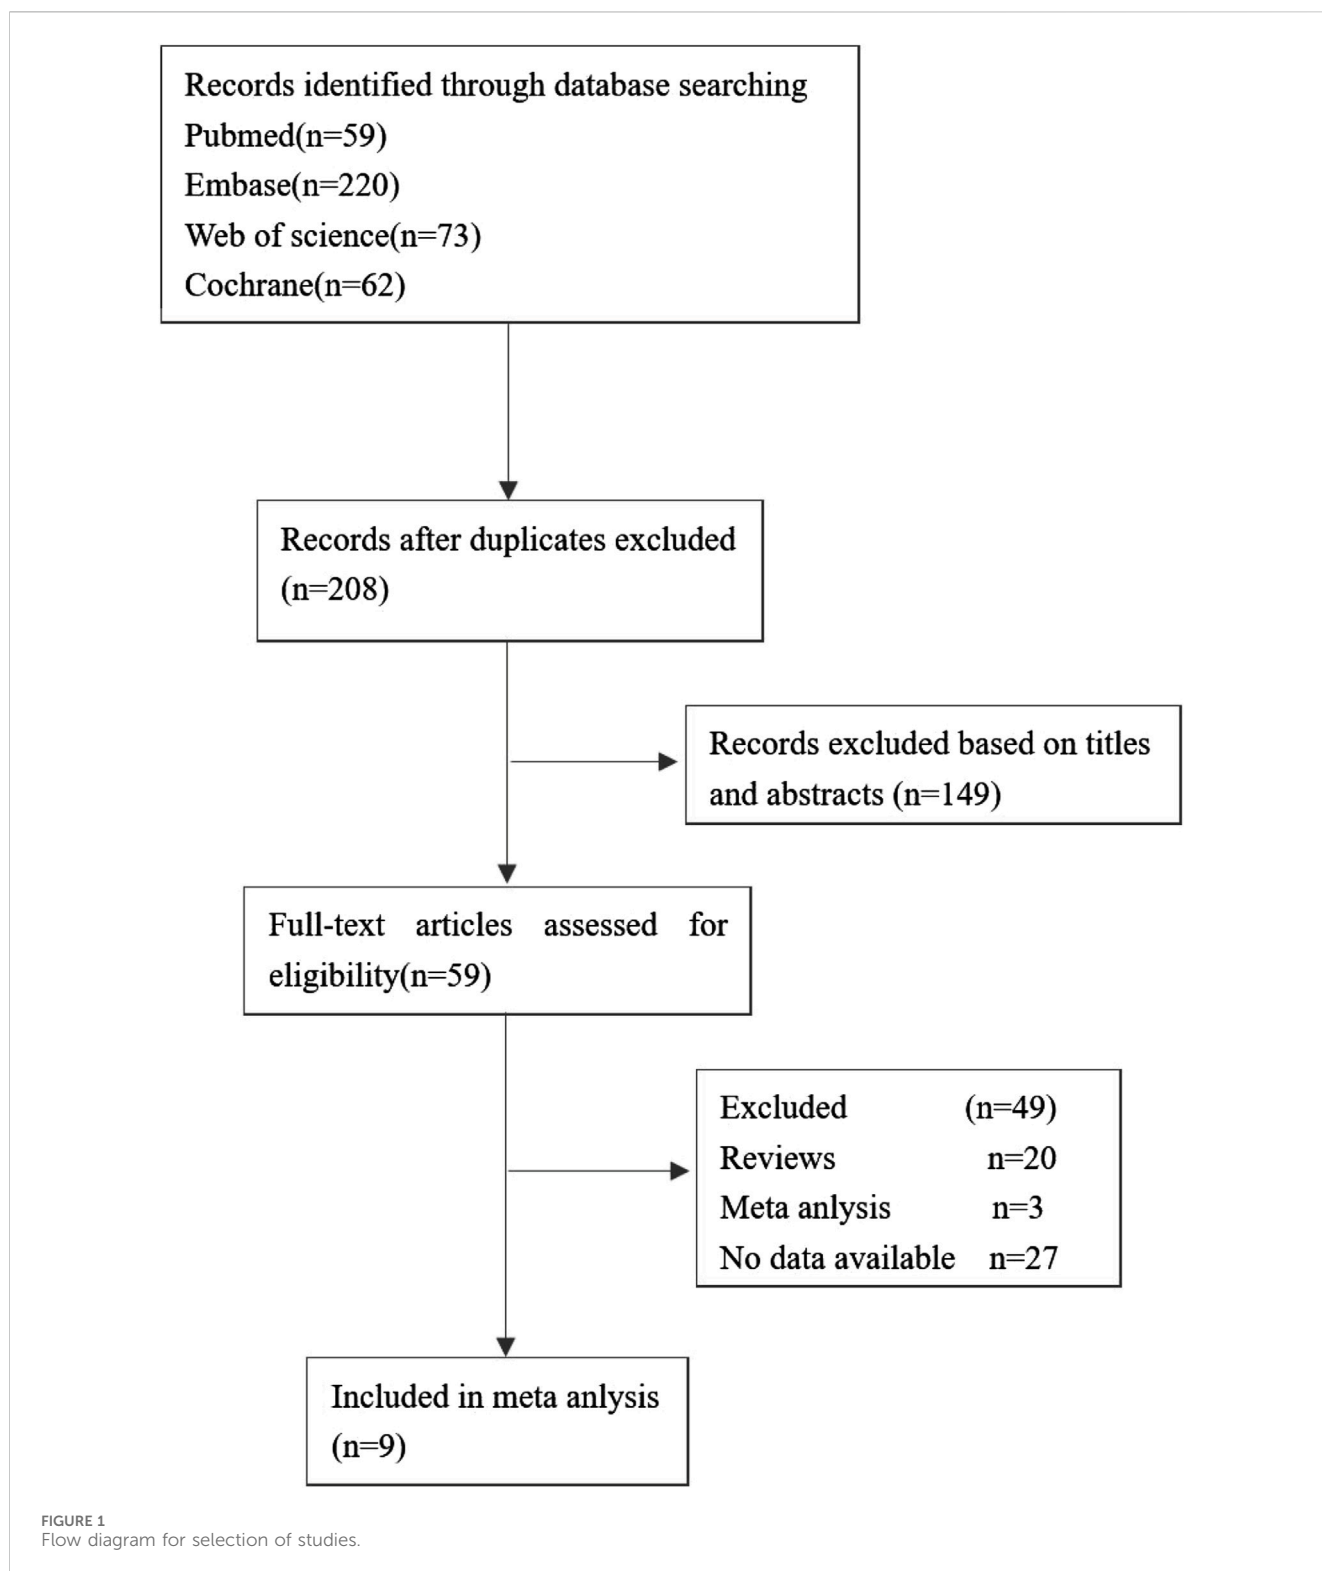 Records identified through database searching
Pubmed(n=59)
Embase(n=220)
Web of science(n=73)
Cochrane(n=62)
Records after duplicates excluded
(n=208)
Records excluded based on titles
and abstracts (n=149)
Full-text articles assessed for
eligibility(n=59)
Excluded (n=49)
Reviews n=20
Meta anlysis n=3
No data available n=27
Included in meta anlysis
(n=9)
FIGURE 1
Flow diagram for selection of studies.